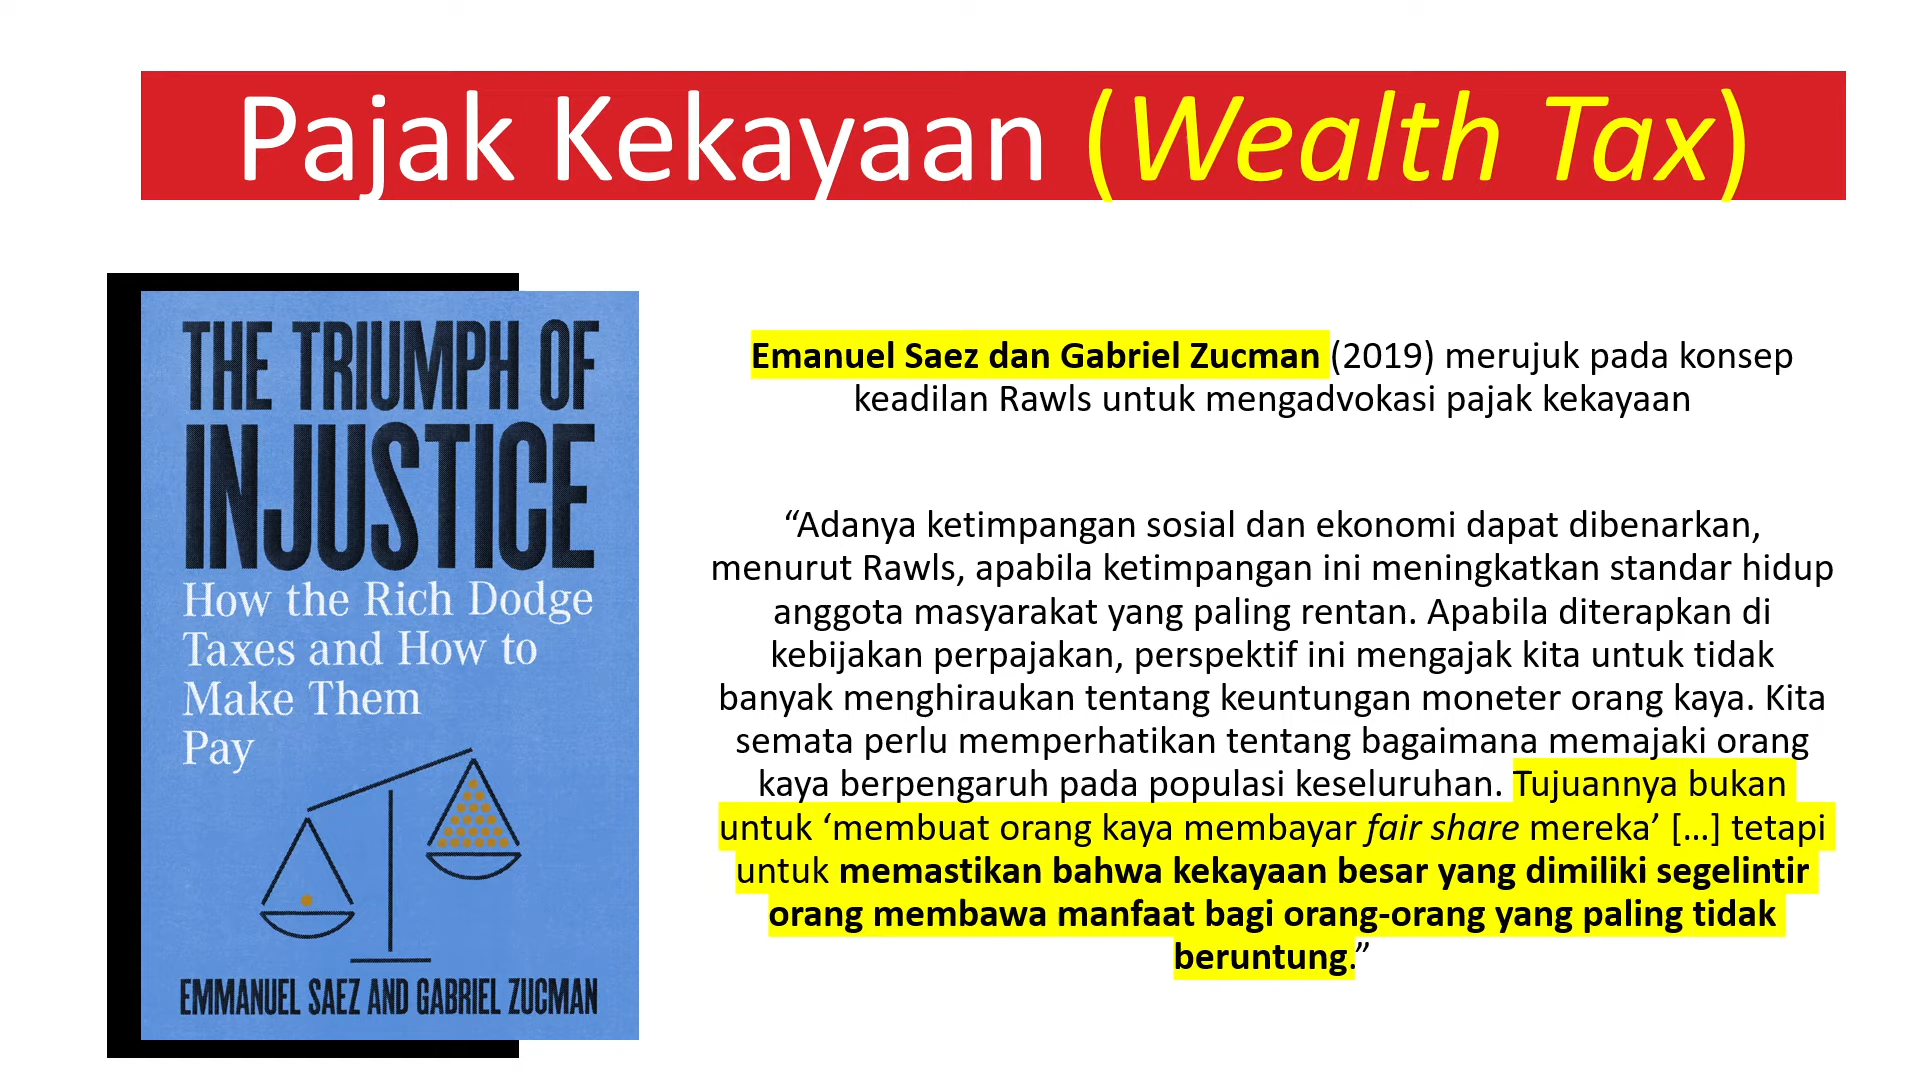 Pajak Kekayaan (Wealth Tax)
THE TRIUMPH OF
INJUSTICE
How the Rich Dodge
Taxes and How to
Make Them
Pay
EMMANUEL SAEZ AND GABRIEL ZUCMAN
Emanuel Saez dan Gabriel Zucman (2019) merujuk pada konsep
keadilan Rawls untuk mengadvokasi pajak kekayaan
“Adanya ketimpangan sosial dan ekonomi dapat dibenarkan,
menurut Rawls, apabila ketimpangan ini meningkatkan standar hidup
anggota masyarakat yang paling rentan. Apabila diterapkan di
kebijakan perpajakan, perspektif ini mengajak kita untuk tidak
banyak menghiraukan tentang keuntungan moneter orang kaya. Kita
semata perlu memperhatikan tentang bagaimana memajaki orang
kaya berpengaruh pada populasi keseluruhan. Tujuannya bukan
untuk ‘membuat orang kaya membayar fair share mereka’ […] tetapi
untuk memastikan bahwa kekayaan besar yang dimiliki segelintir
orang membawa manfaat bagi orang-orang yang paling tidak
beruntung.”